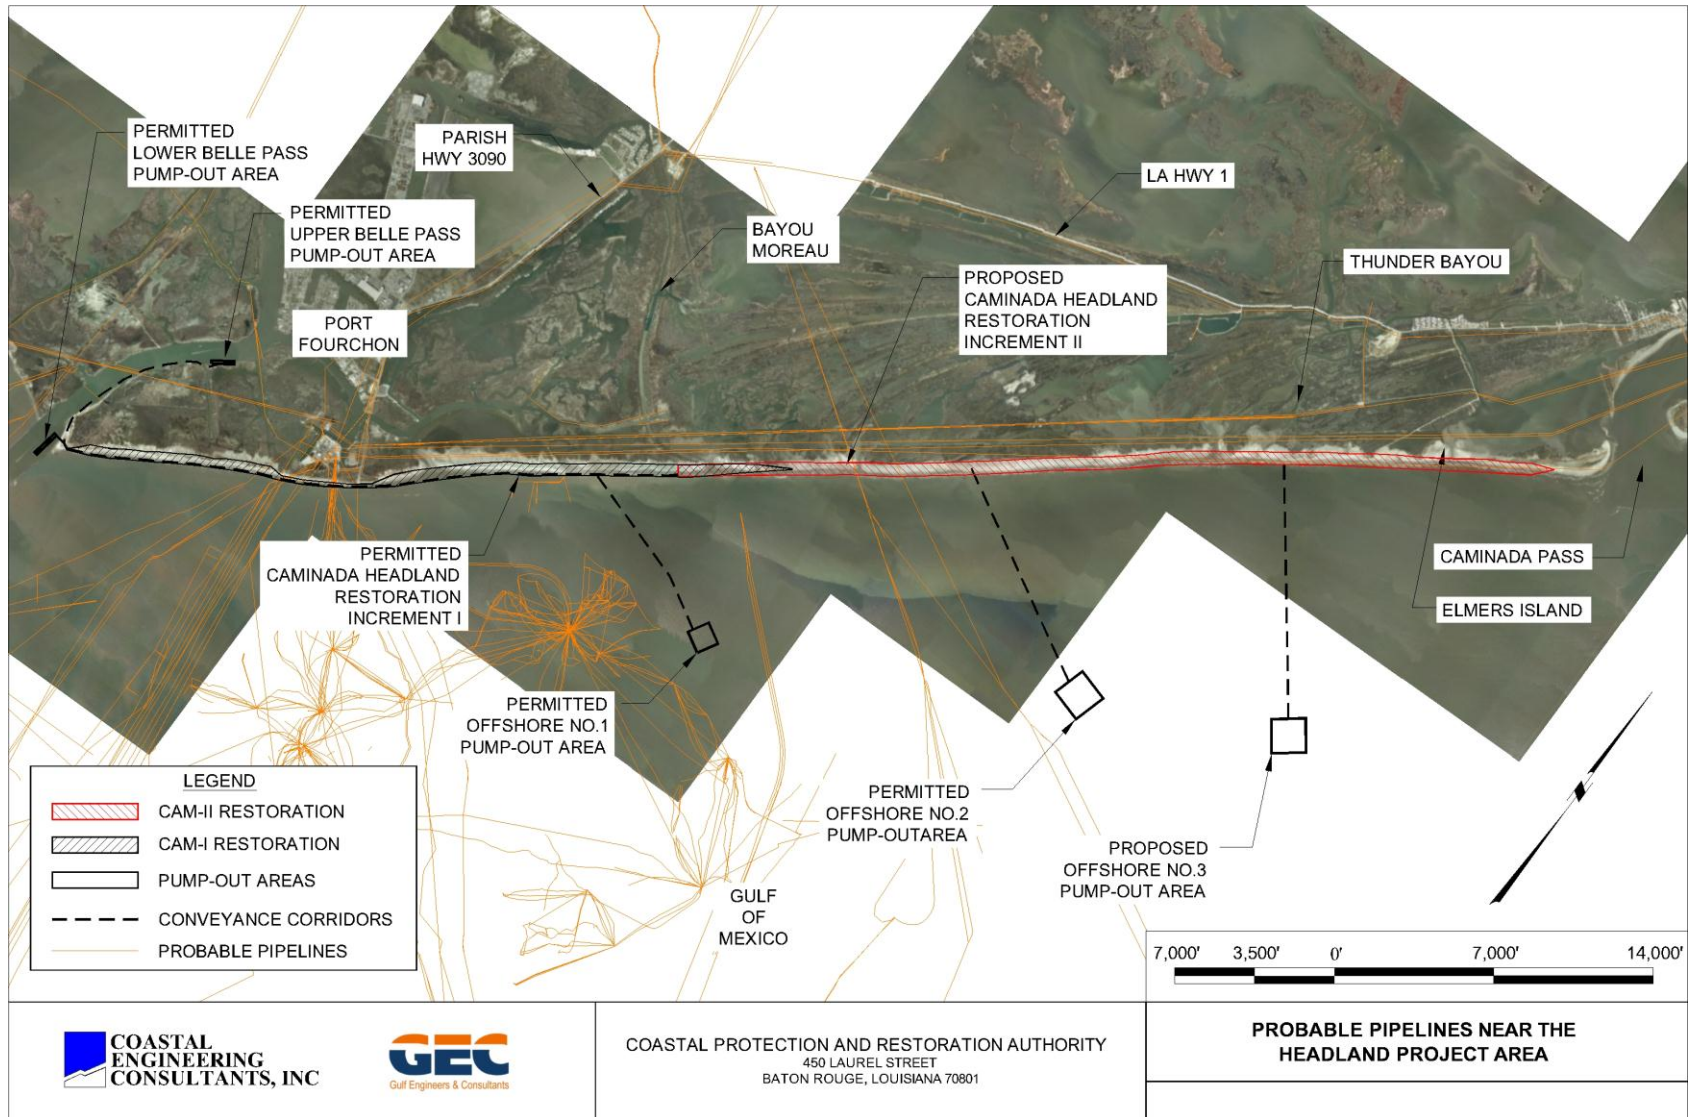 PERMITTED
LOWER BELLE PASS
PUMP-OUT AREA
PERMITTED
UPPER BELLE PASS
PUMP-OUT AREA
PARISH
HWY 3090
PORT
FOURCHON
BAYOU
MOREAU
LA HWY 1
PROPOSED
CAMINADA HEADLAND
RESTORATION
INCREMENT II
THUNDER BAYOU
PERMITTED
CAMINADA HEADLAND
RESTORATION
INCREMENT I
CAMINADA PASS
ELMERS ISLAND
PERMITTED
OFFSHORE NO.1
PUMP-OUT AREA
PERMITTED
OFFSHORE NO.2
PUMP-OUTAREA
PROPOSED
OFFSHORE NO.3
PUMP-OUT AREA
GULF
OF
MEXICO
LEGEND
CAM-II RESTORATION
CAM-I RESTORATION
PUMP-OUT AREAS
CONVEYANCE CORRIDORS
PROBABLE PIPELINES
7,000' 3,500' 0' 7,000' 14,000'
COASTAL
ENGINEERING
CONSULTANTS, INC
GEC
Gulf Engineers & Consultants
COASTAL PROTECTION AND RESTORATION AUTHORITY
450 LAUREL STREET
BATON ROUGE, LOUISIANA 70801
PROBABLE PIPELINES NEAR THE
HEADLAND PROJECT AREA